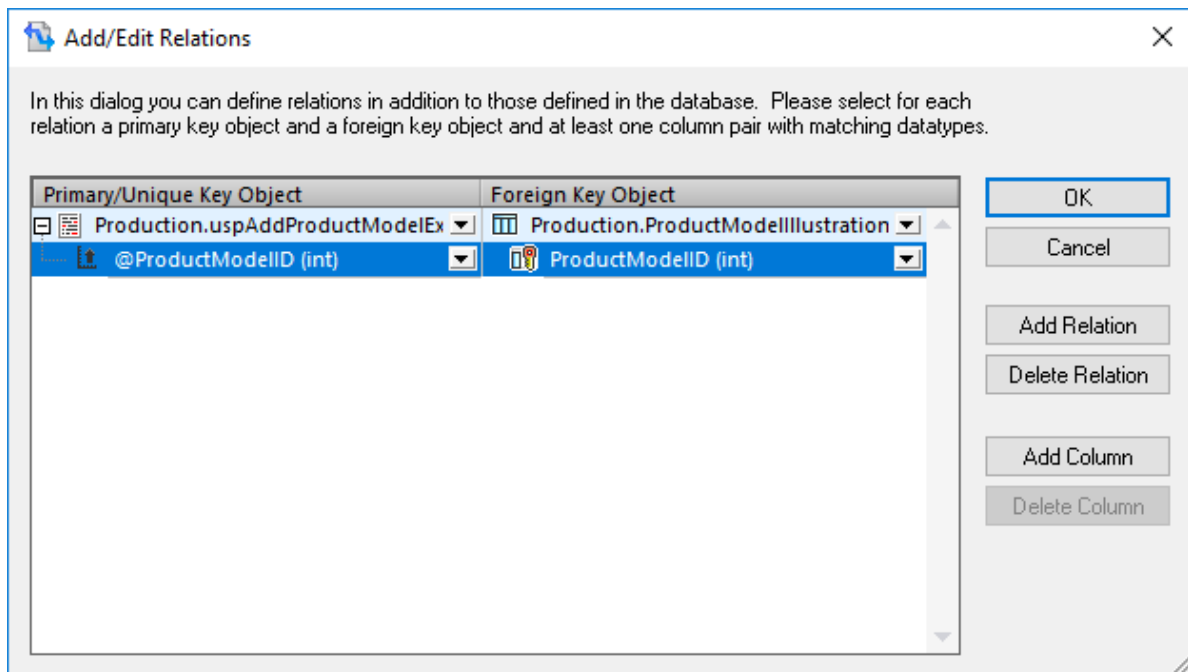 Add/Edit Relations
In this dialog you can define relations in addition to those defined in the database. Please select for each
relation a primary key object and a foreign key object and at least one column pair with matching datatypes.
Primary/Unique Key Object Foreign Key Object
Production.uspAddProductModelEx Production.ProductModelIllustration
@ProductModelID (int) ProductModelID (int)
OK
Cancel
Add Relation
Delete Relation
Add Column
Delete Column